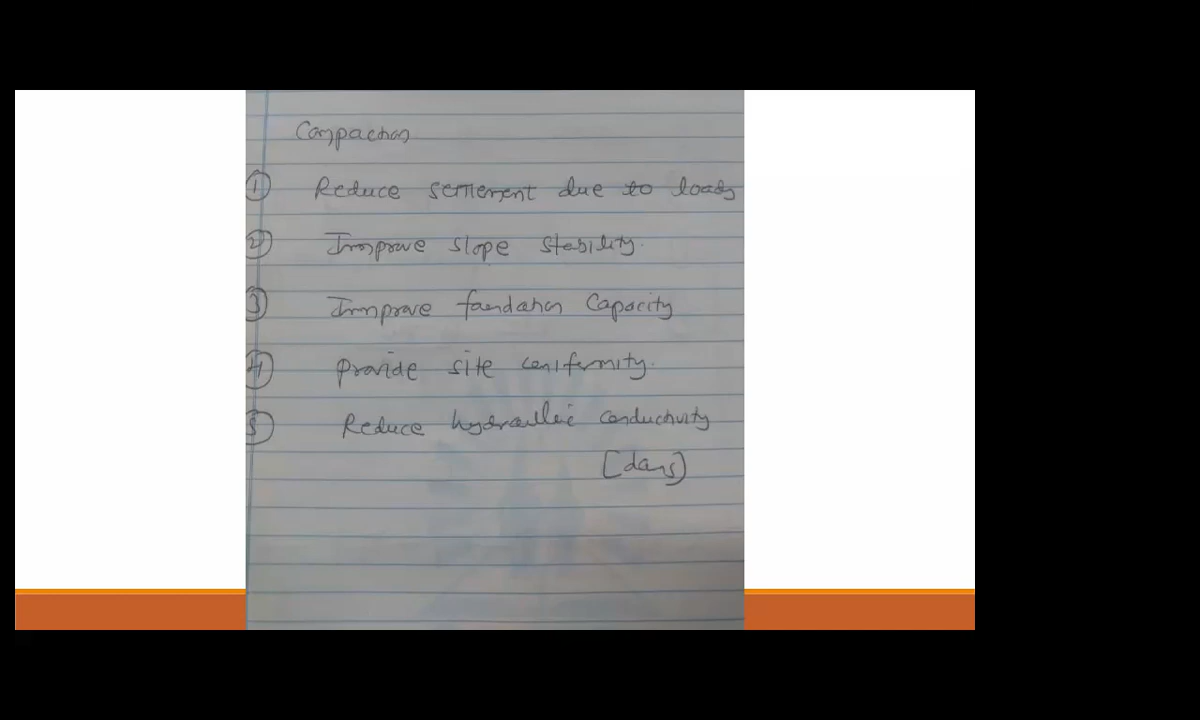 Compaction
① Reduce settlement due to loads
② Improve slope stability.
③ Improve foundation capacity
④ provide site uniformity.
⑤ Reduce hydraulic conductivity
[dams]